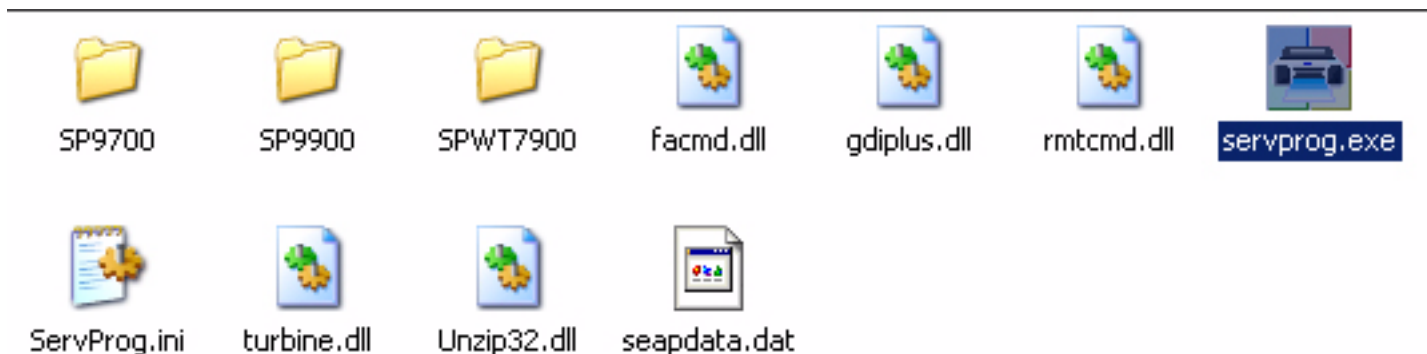 SP9700 SP9900 SPWT7900 facmd.dll gdiplus.dll rmtcmd.dll servprog.exe
ServProg.ini turbine.dll Unzip32.dll seapdata.dat